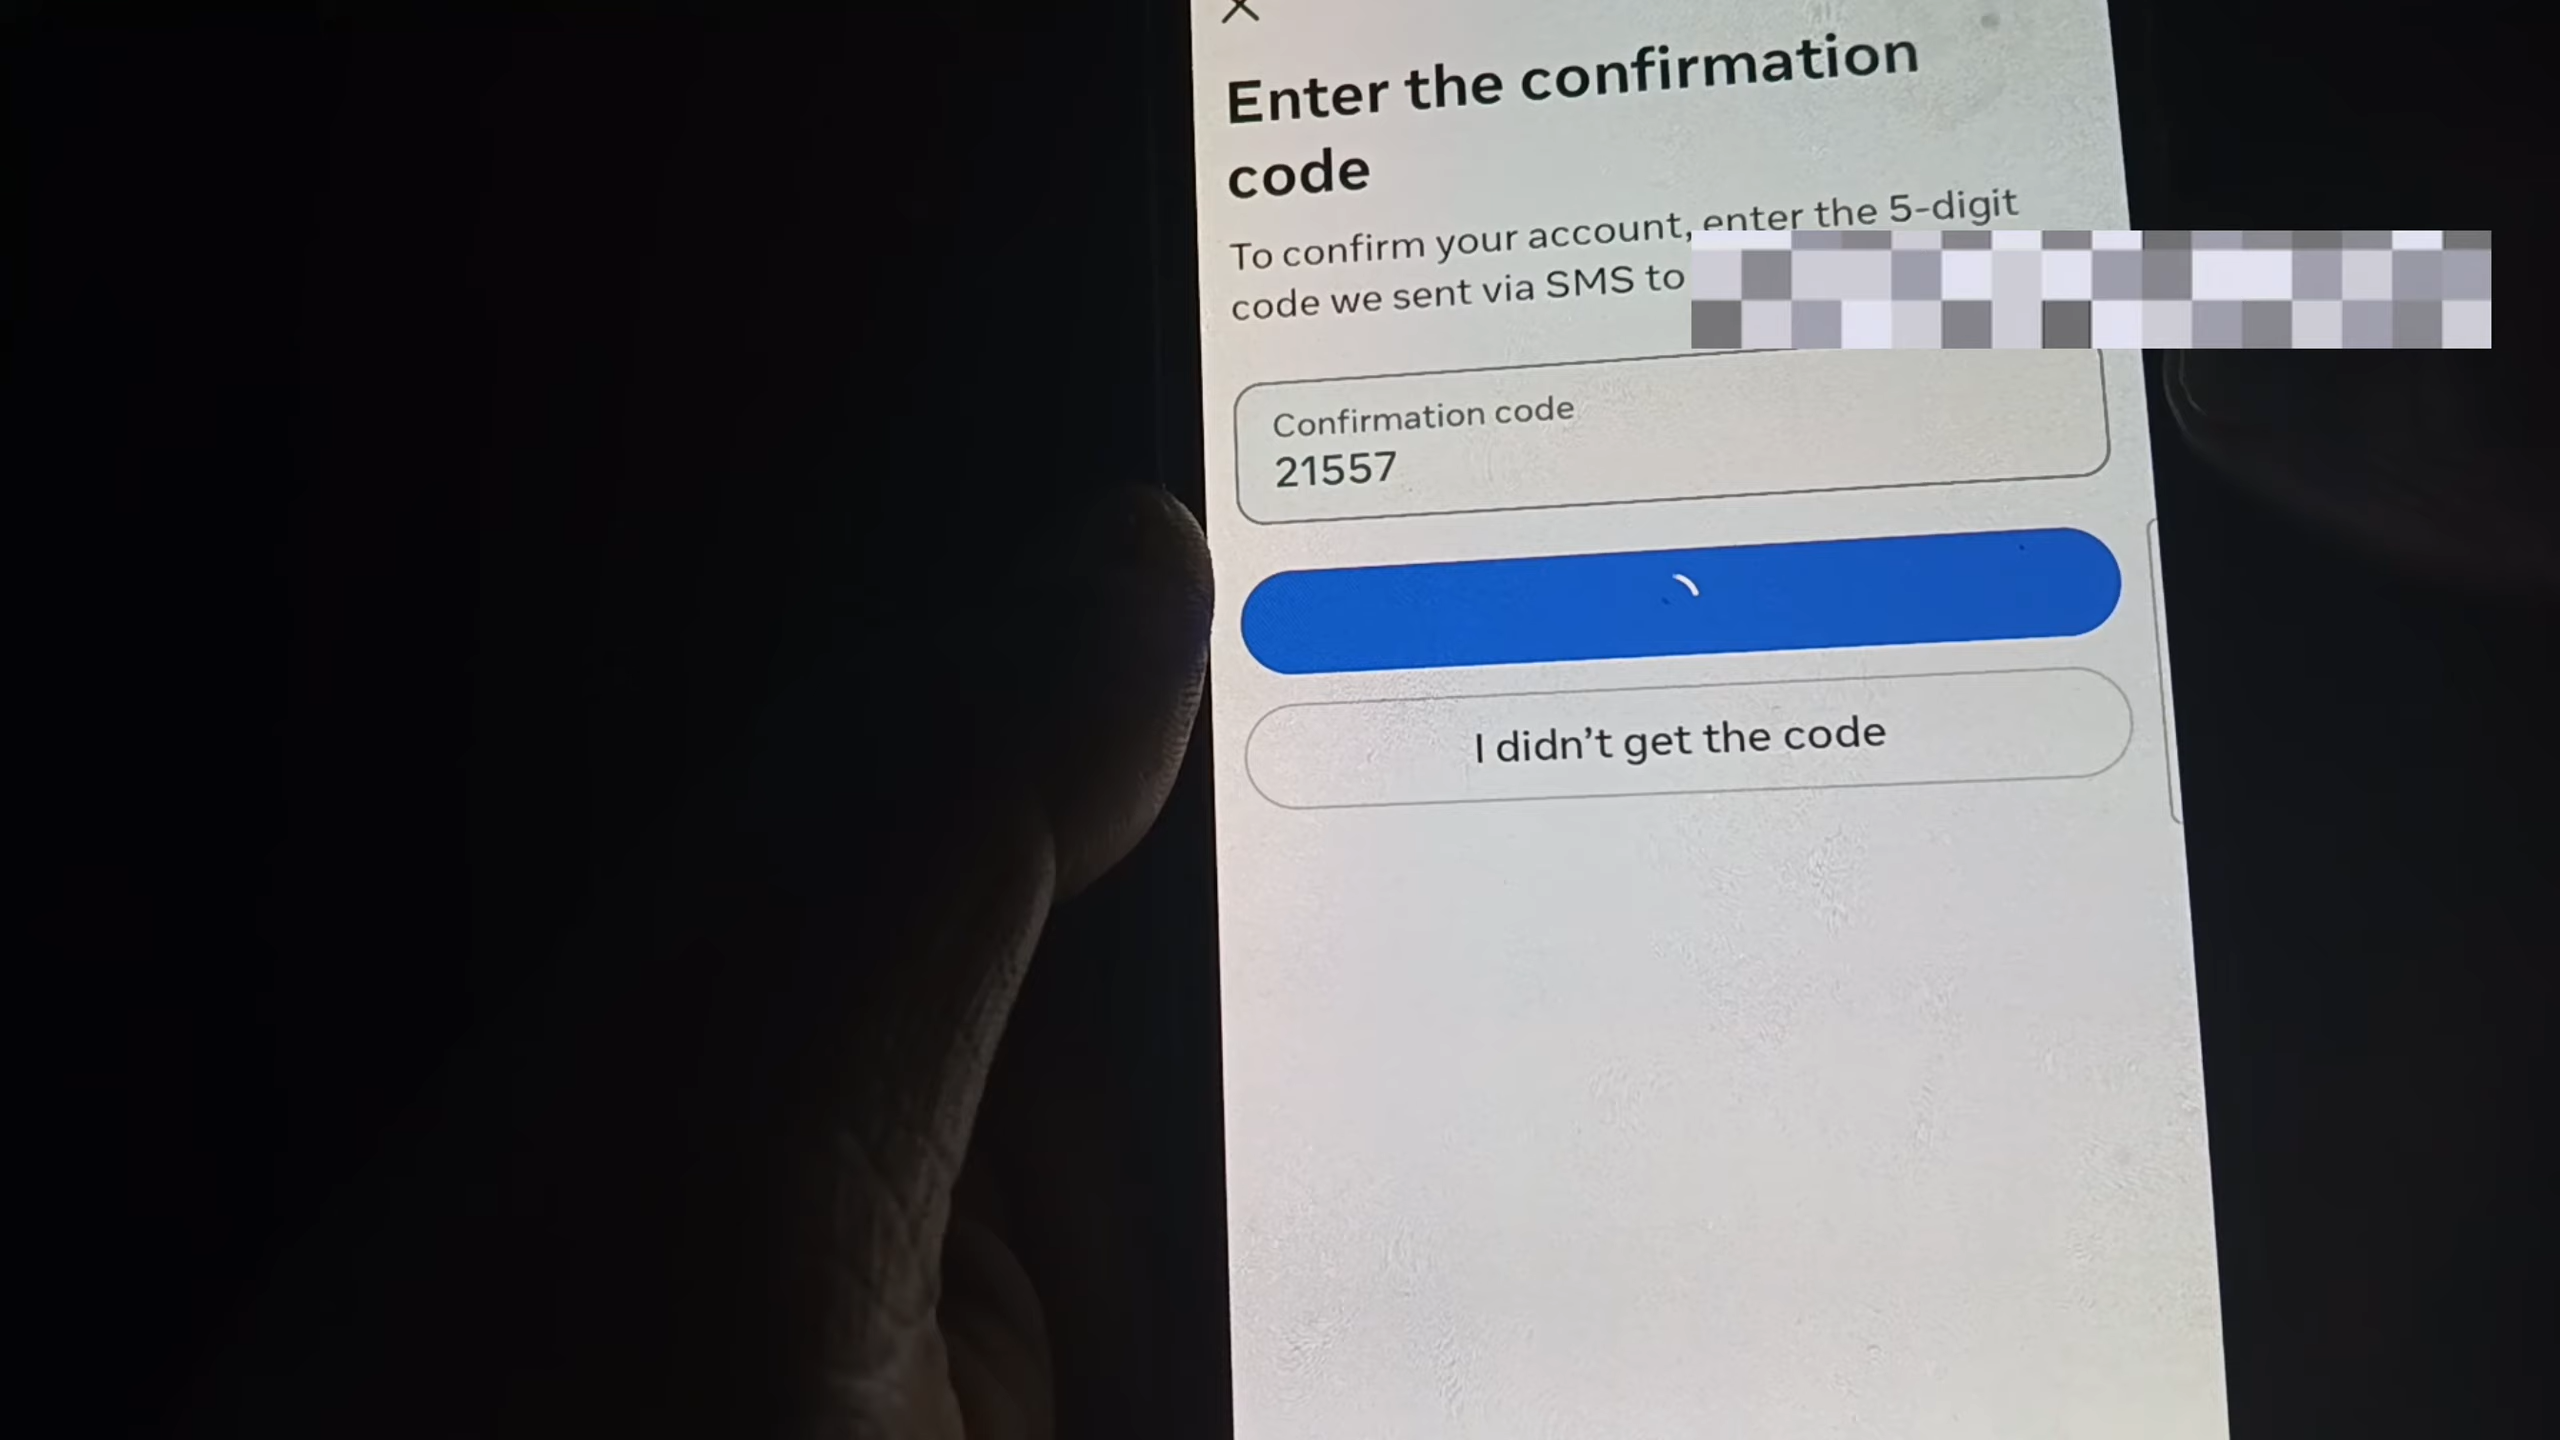 Enter the confirmation
code
To confirm your account, enter the 5-digit
code we sent via SMS to
Confirmation code
21557
I didn't get the code